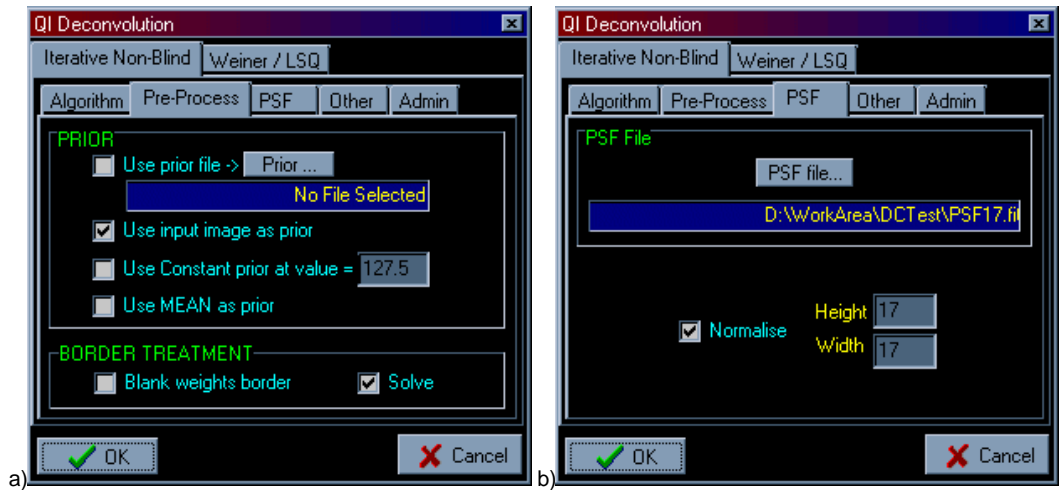 QI Deconvolution
Iterative Non-Blind Weiner / LSQ
Algorithm Pre-Process PSF Other Admin
PRIOR
Use prior file -> Prior ...
No File Selected
Use input image as prior
Use Constant prior at value = 127.5
Use MEAN as prior
BORDER TREATMENT
Blank weights border Solve
OK Cancel
a)
QI Deconvolution
Iterative Non-Blind Weiner / LSQ
Algorithm Pre-Process PSF Other Admin
PSF File
PSF file...
D:\WorkArea\DCTest\PSF17.fil
Height 17
Normalise
Width 17
OK Cancel
b)